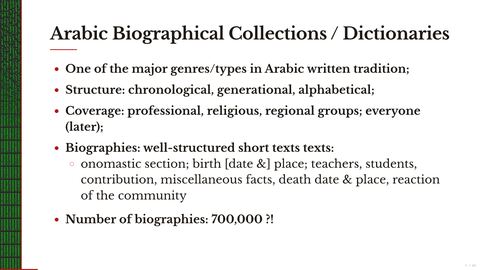 Arabic Biographical Collections / Dictionaries
One of the major genres/types in Arabic written tradition;
Structure: chronological, generational, alphabetical;
Coverage: professional, religious, regional groups; everyone
(later);
Biographies: well-structured short texts texts:
onomastic section; birth [date &] place; teachers, students,
contribution, miscellaneous facts, death date & place, reaction
of the community
Number of biographies: 700,000 ?!